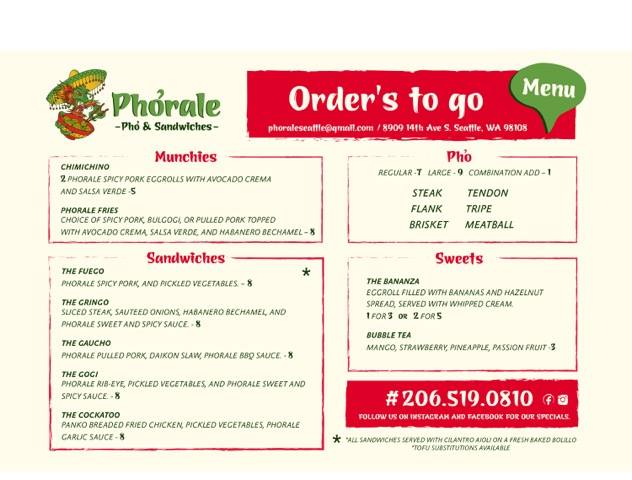 Phỏrale
-Phỏ & Sandwiches-
Order's to go
phoraleseattle@gmail.com / 8909 14th Ave S. Seattle, WA 98108
Menu
Munchies
CHIMICHINO
2 PHORALE SPICY PORK EGGROLLS WITH AVOCADO CREMA
AND SALSA VERDE -5
PHORALE FRIES
CHOICE OF SPICY PORK, BULGOGI, OR PULLED PORK TOPPED
WITH AVOCADO CREMA, SALSA VERDE, AND HABANERO BECHAMEL - 8
Sandwiches
*
THE FUEGO
PHORALE SPICY PORK, AND PICKLED VEGETABLES. - 8
THE GRINGO
SLICED STEAK, SAUTEED ONIONS, HABANERO BECHAMEL, AND
PHORALE SWEET AND SPICY SAUCE. - 8
THE GAUCHO
PHORALE PULLED PORK, DAIKON SLAW, PHORALE BBQ SAUCE. - 8
THE GOGI
PHORALE RIB-EYE, PICKLED VEGETABLES, AND PHORALE SWEET AND
SPICY SAUCE. - 8
THE COCKATOO
PANKO BREADED FRIED CHICKEN, PICKLED VEGETABLES, PHORALE
GARLIC SAUCE - 8
Phỏ
REGULAR -7 LARGE - 9 COMBINATION ADD - 1
STEAK TENDON
FLANK TRIPE
BRISKET MEATBALL
Sweets
THE BANANZA
EGGROLL FILLED WITH BANANAS AND HAZELNUT
SPREAD, SERVED WITH WHIPPED CREAM.
1 FOR 3 OR 2 FOR 5
BUBBLE TEA
MANGO, STRAWBERRY, PINEAPPLE, PASSION FRUIT -3
#206.519.0810
FOLLOW US ON INSTAGRAM AND FACEBOOK FOR OUR SPECIALS.
* *ALL SANDWICHES SERVED WITH CILANTRO AIOLI ON A FRESH BAKED BOLILLO
*TOFU SUBSTITUTIONS AVAILABLE